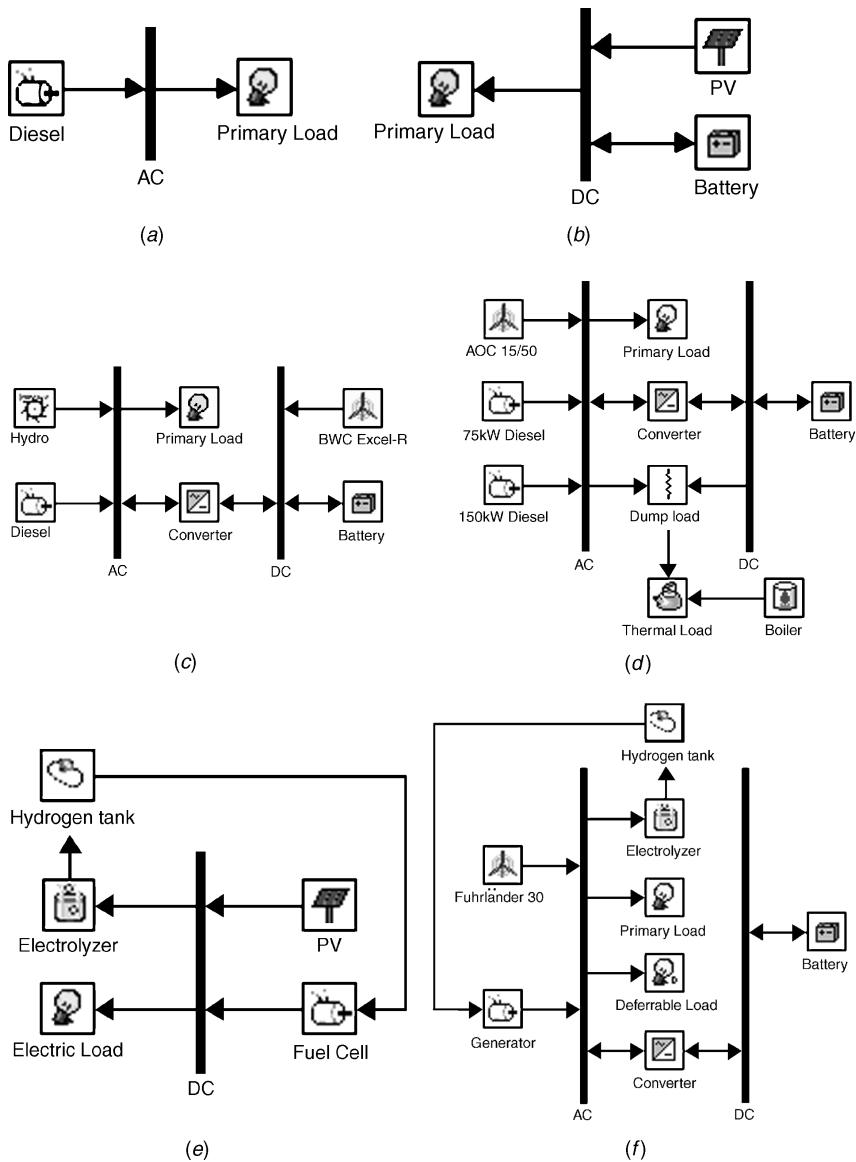 Diesel
Primary Load
AC
(a)
PV
Primary Load
Battery
DC
(b)
Hydro
Primary Load
BWC Excel-R
Diesel
Converter
Battery
AC
DC
(c)
AOC 15/50
Primary Load
75kW Diesel
Converter
Battery
150kW Diesel
Dump load
AC
DC
Thermal Load
Boiler
(d)
Hydrogen tank
Electrolyzer
PV
Electric Load
Fuel Cell
DC
(e)
Hydrogen tank
Electrolyzer
Fuhrländer 30
Primary Load
Battery
Deferrable Load
Generator
Converter
AC
DC
(f)